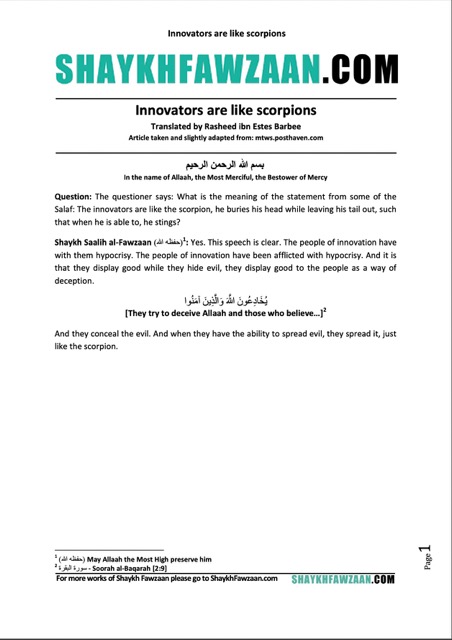 Innovators are like scorpions
SHAYKHFAWZAAN.COM
Innovators are like scorpions
Translated by Rasheed ibn Estes Barbee
Article taken and slightly adapted from: mtws.posthaven.com
بسم الله الرحمن الرحيم
In the name of Allaah, the Most Merciful, the Bestower of Mercy
Question: The questioner says: What is the meaning of the statement from some of the
Salaf: The innovators are like the scorpion, he buries his head while leaving his tail out, such
that when he is able to, he stings?
Shaykh Saalih al-Fawzaan (حفظه الله)1: Yes. This speech is clear. The people of innovation have
with them hypocrisy. The people of innovation have been afflicted with hypocrisy. And it is
that they display good while they hide evil, they display good to the people as a way of
deception.
يُخَادِعُونَ اللَّهَ وَالَّذِينَ آمَنُوا
[They try to deceive Allaah and those who believe…]2
And they conceal the evil. And when they have the ability to spread evil, they spread it, just
like the scorpion.
1 (حفظه الله) May Allaah the Most High preserve him
2 سورة البقرة - Soorah al-Baqarah [2:9]
For more works of Shaykh Fawzaan please go to ShaykhFawzaan.com SHAYKHFAWZAAN.COM
Page 1